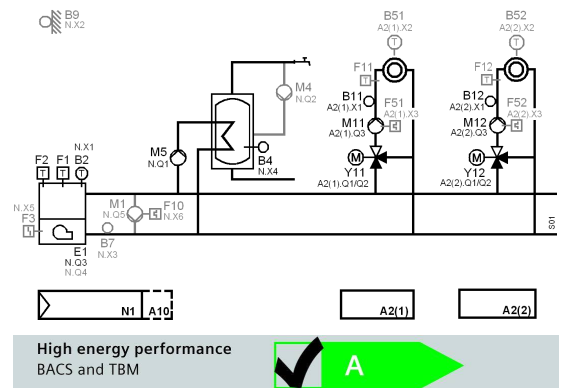 B9
N.X2
B51
A2(1).X2
T
B52
A2(2).X2
T
F11
T
F12
T
M4
N.Q2
B11
A2(1).X1
F51
A2(1).X3
B12
A2(2).X1
F52
A2(2).X3
M11
A2(1).Q3
M12
A2(2).Q3
M5
N.Q1
B4
N.X4
M
Y11
A2(1).Q1/Q2
M
Y12
A2(2).Q1/Q2
N.X1
F2 F1 B2
T T T
N.X5
F3
M1
N.Q5
F10
N.X6
B7
N.X3
E1
N.Q3
N.Q4
S01
N1 A10
A2(1)
A2(2)
High energy performance
BACS and TBM
A